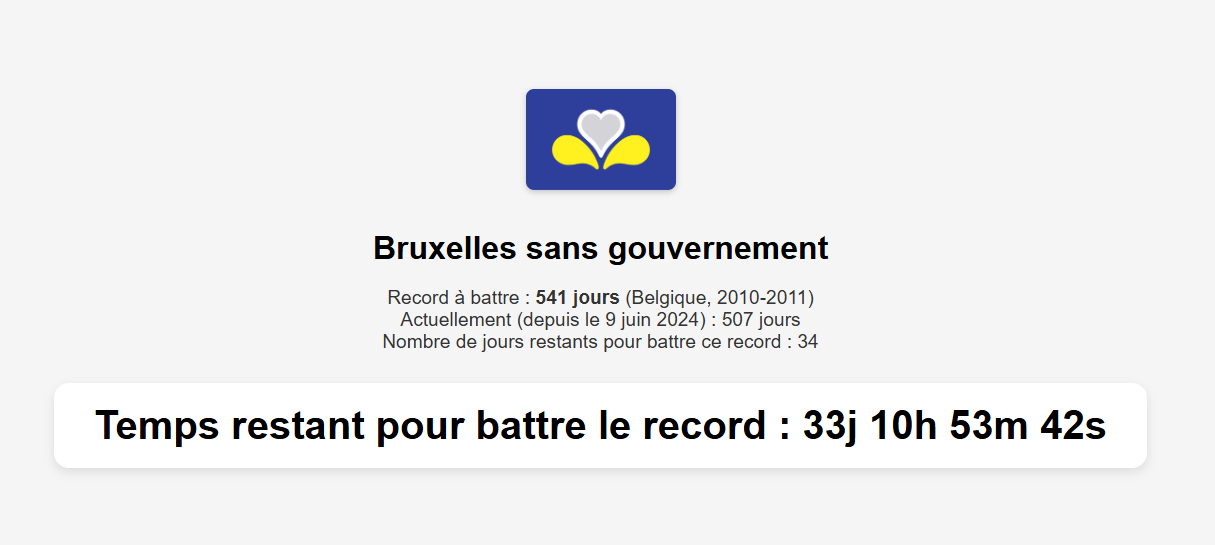 Bruxelles sans gouvernement
Record à battre : 541 jours (Belgique, 2010-2011)
Actuellement (depuis le 9 juin 2024) : 507 jours
Nombre de jours restants pour battre ce record : 34
Temps restant pour battre le record : 33j 10h 53m 42s